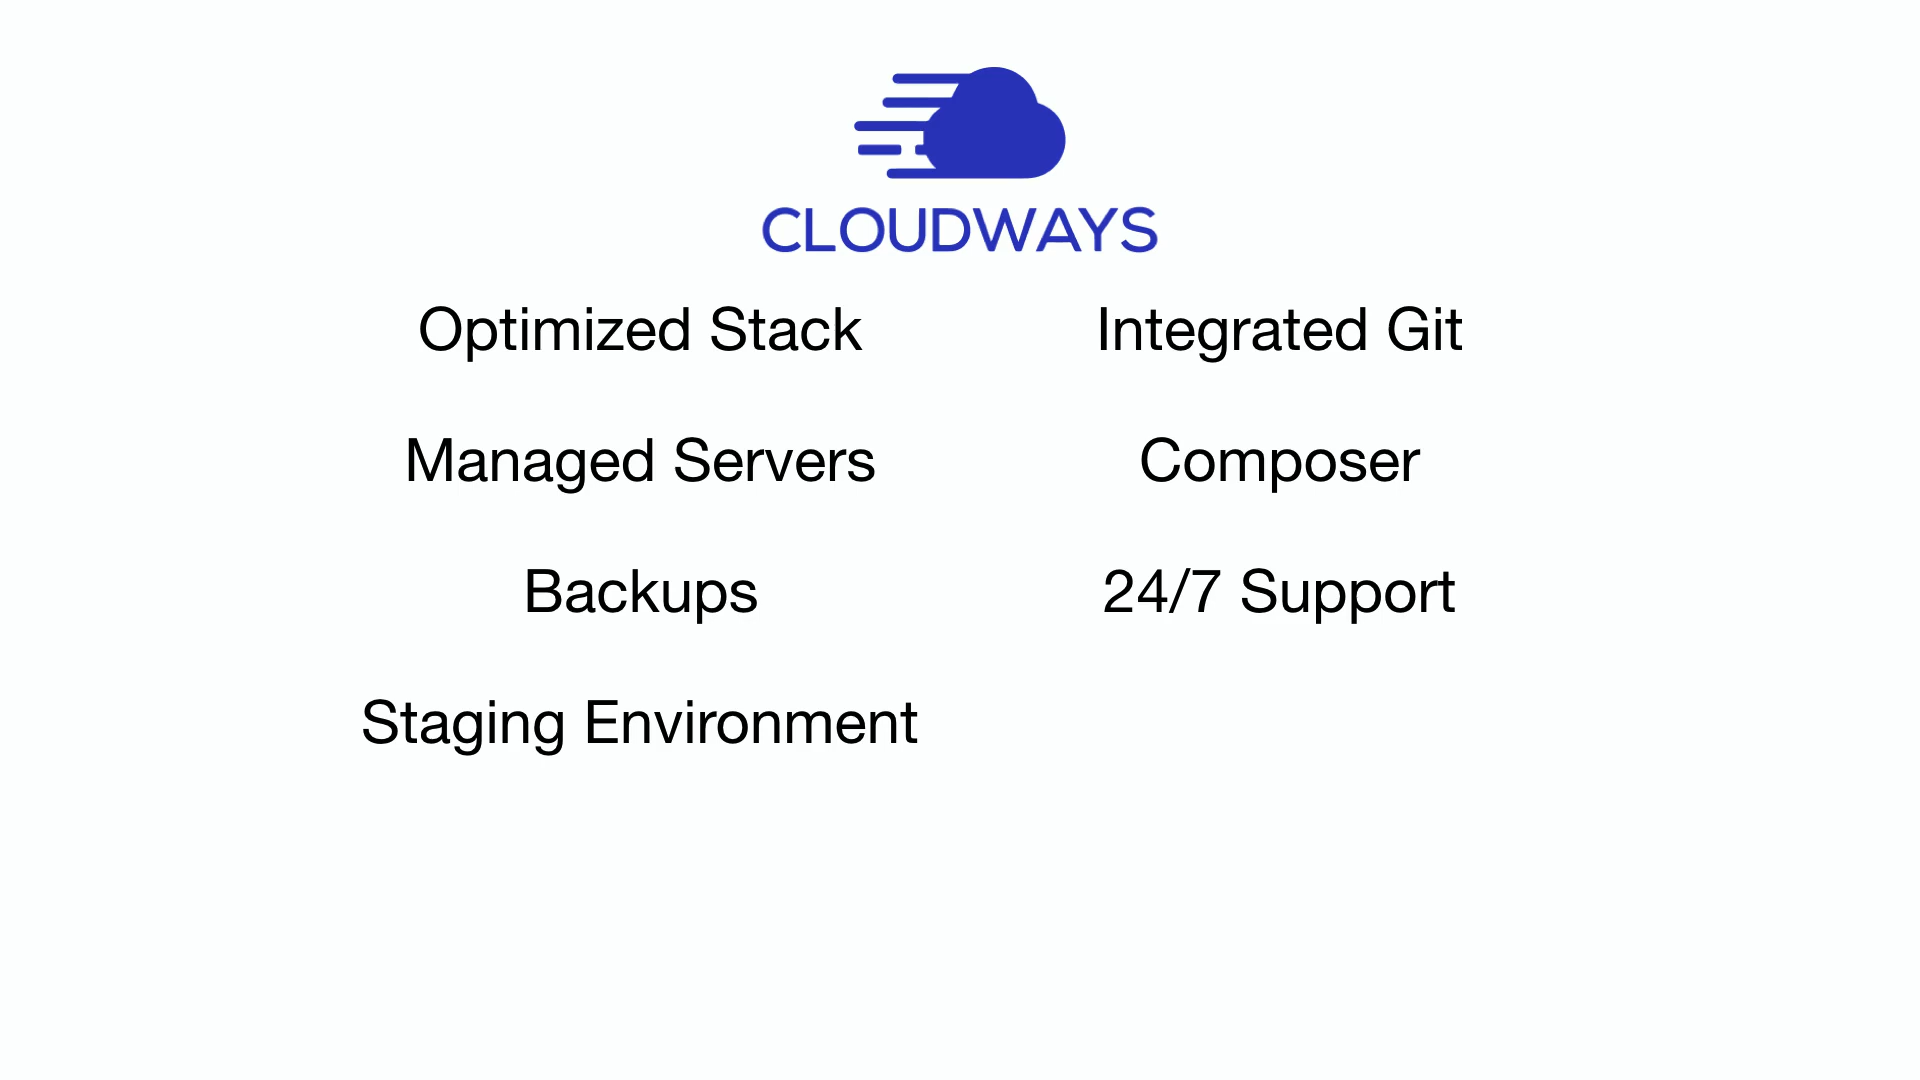 CLOUDWAYS
Optimized Stack
Managed Servers
Backups
Staging Environment
Integrated Git
Composer
24/7 Support